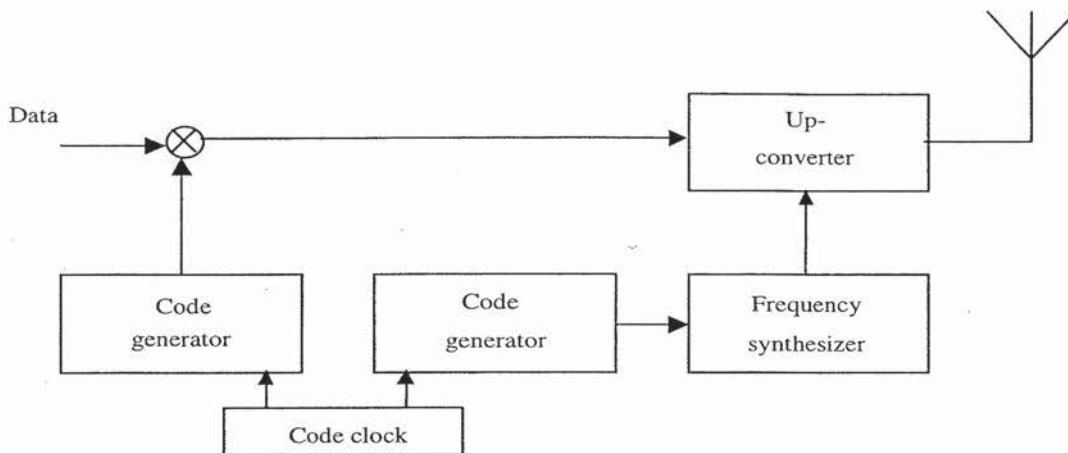 Data
Up-
converter
Code
generator
Code
generator
Frequency
synthesizer
Code clock